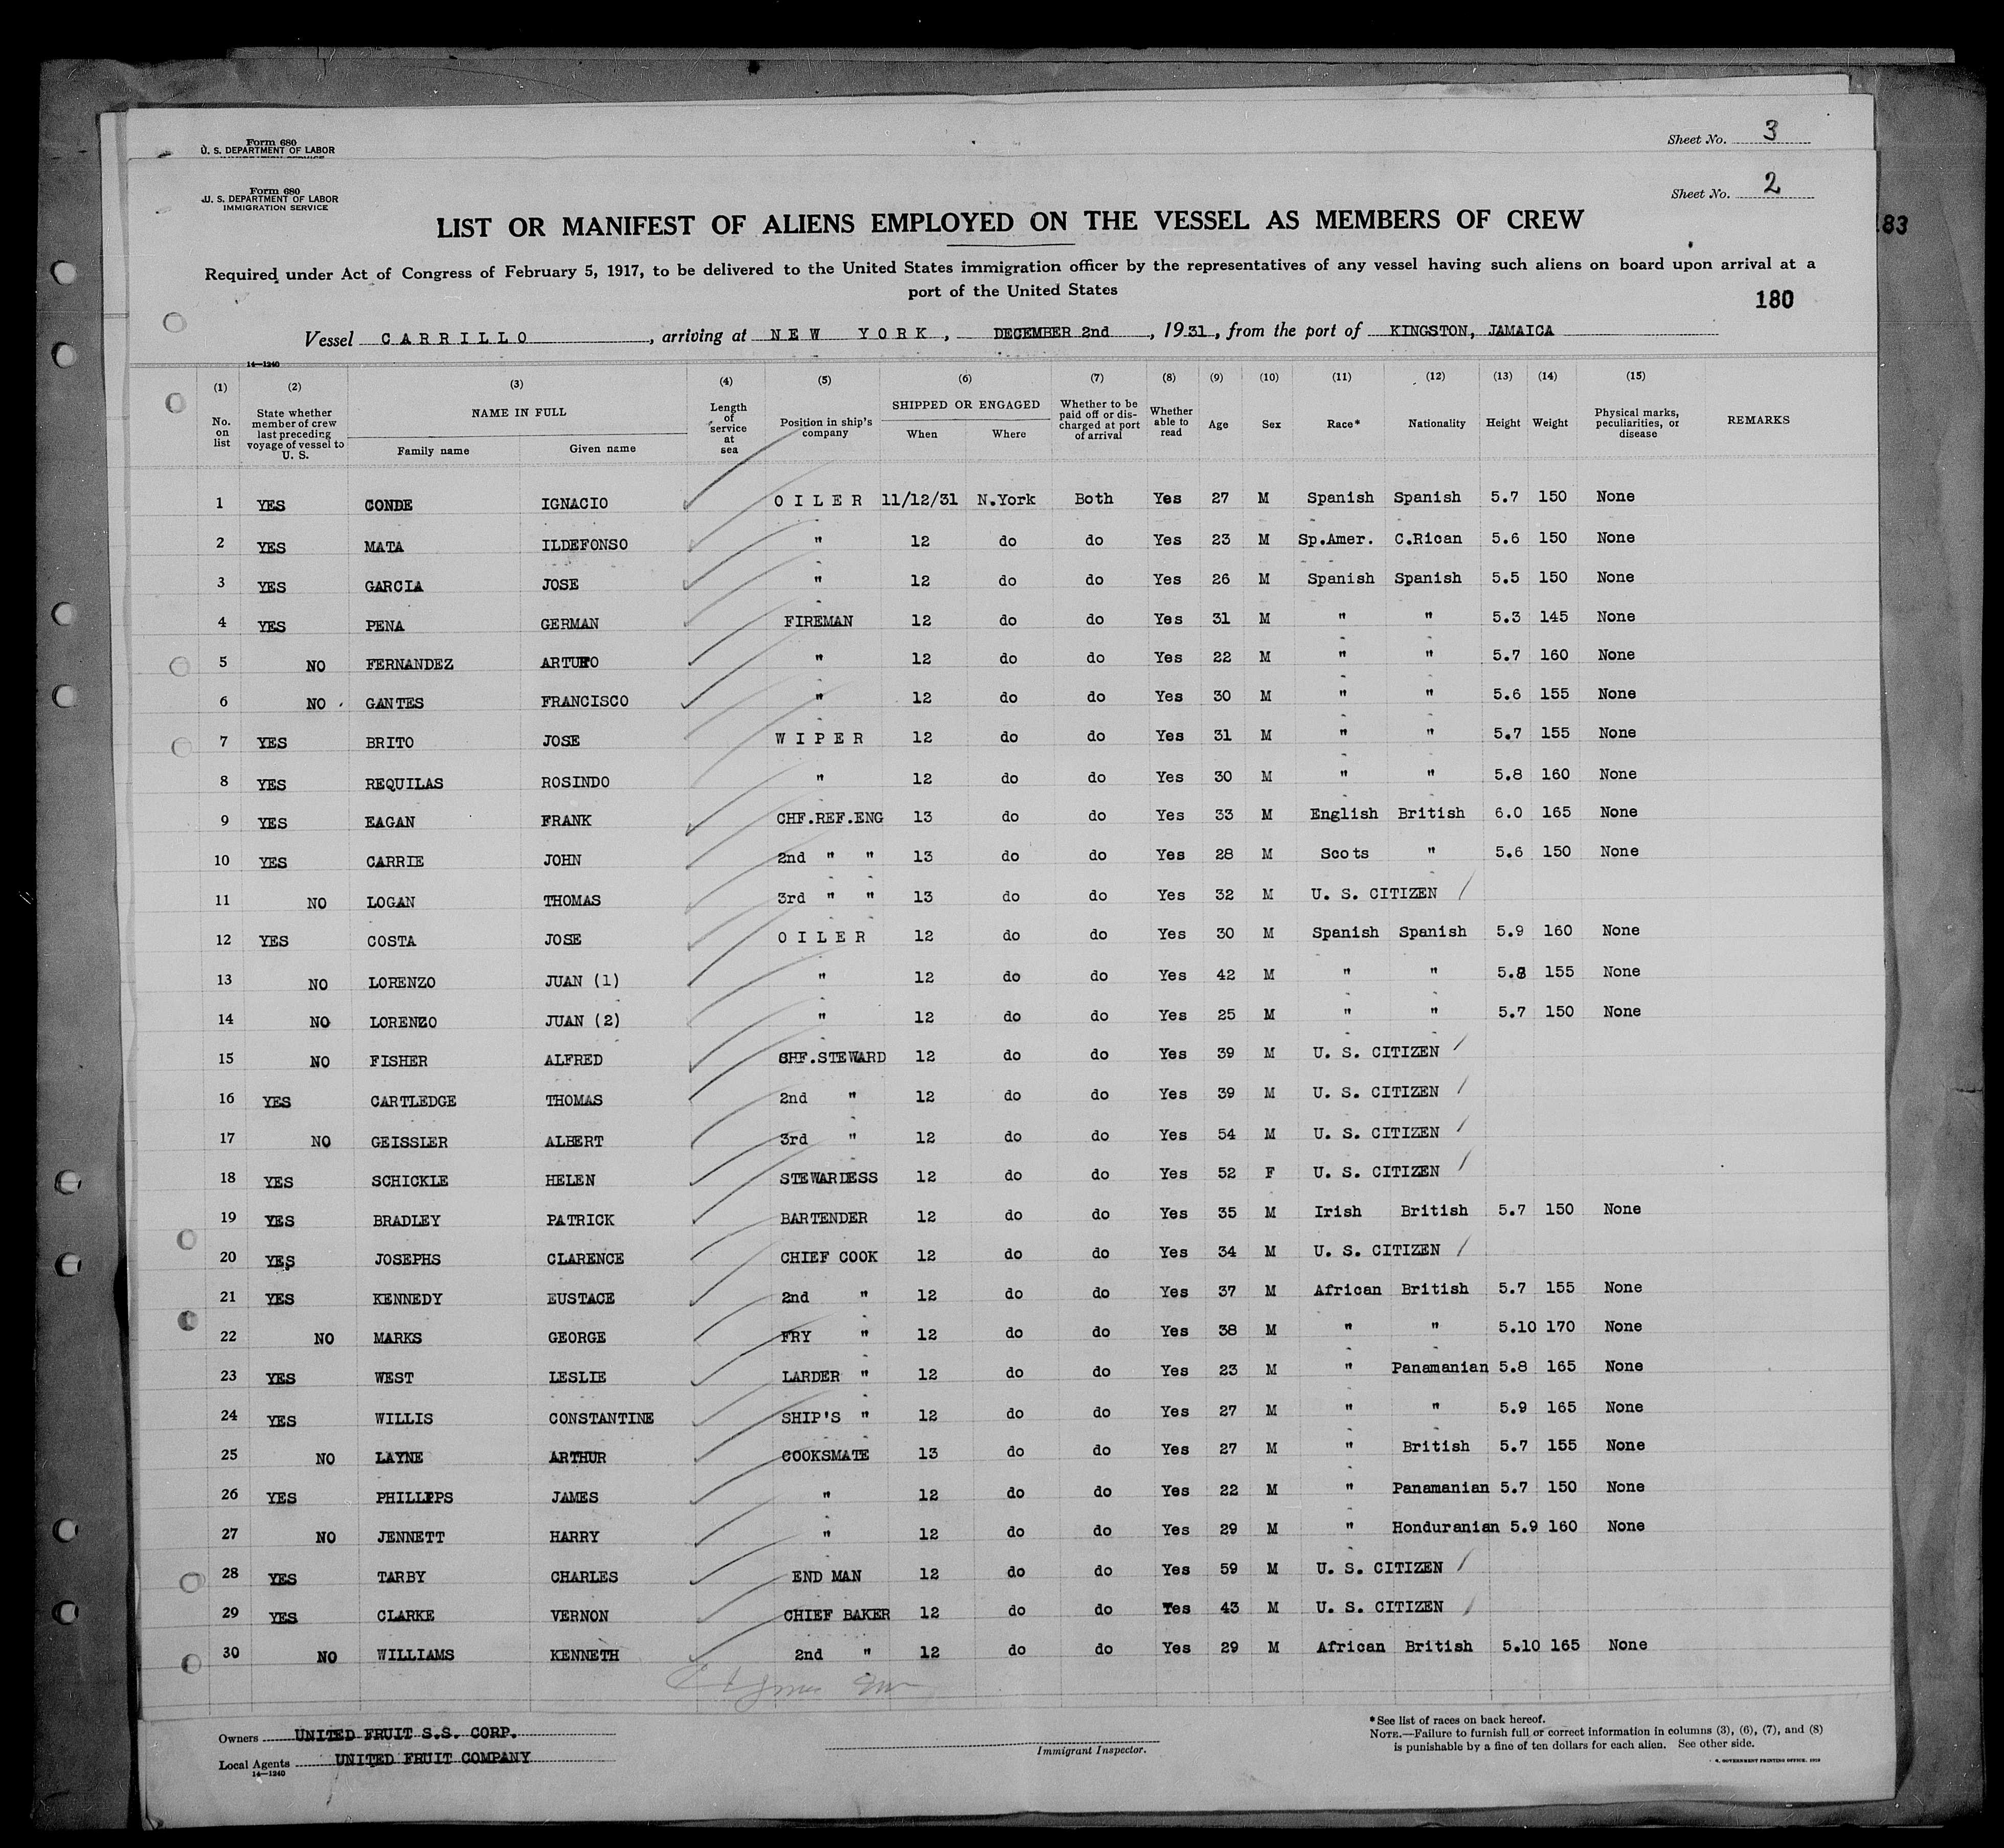 Form 680
U. S. DEPARTMENT OF LABOR
Sheet No. 3
Form 680
U. S. DEPARTMENT OF LABOR
IMMIGRATION SERVICE
Sheet No. 2
LIST OR MANIFEST OF ALIENS EMPLOYED ON THE VESSEL AS MEMBERS OF CREW
183
Required under Act of Congress of February 5, 1917, to be delivered to the United States immigration officer by the representatives of any vessel having such aliens on board upon arrival at a
port of the United States
180
Vessel CARRILLO, arriving at NEW YORK, DECEMBER 2nd, 1931, from the port of KINGSTON, JAMAICA
14—1240
(1) (2) (3) (4) (5) (6) (7) (8) (9) (10) (11) (12) (13) (14) (15)
No. on list State whether member of crew last preceding voyage of vessel to U. S. NAME IN FULL Family name Given name Length of service at sea Position in ship's company SHIPPED OR ENGAGED When Where Whether to be paid off or discharged at port of arrival Whether able to read Age Sex Race* Nationality Height Weight Physical marks, peculiarities, or disease REMARKS
1 YES CONDE IGNACIO OILER 11/12/31 N.York Both Yes 27 M Spanish Spanish 5.7 150 None
2 YES MATA ILDEFONSO " 12 do do Yes 23 M Sp.Amer. C.Rican 5.6 150 None
3 YES GARCIA JOSE " 12 do do Yes 26 M Spanish Spanish 5.5 150 None
4 YES PENA GERMAN FIREMAN 12 do do Yes 31 M " " 5.3 145 None
5 NO FERNANDEZ ARTURO " 12 do do Yes 22 M " " 5.7 160 None
6 NO GANTES FRANCISCO " 12 do do Yes 30 M " " 5.6 155 None
7 YES BRITO JOSE WIPER 12 do do Yes 31 M " " 5.7 155 None
8 YES REQUILAS ROSINDO " 12 do do Yes 30 M " " 5.8 160 None
9 YES EAGAN FRANK CHF.REF.ENG 13 do do Yes 33 M English British 6.0 165 None
10 YES CARRIE JOHN 2nd " " 13 do do Yes 28 M Scots " 5.6 150 None
11 NO LOGAN THOMAS 3rd " " 13 do do Yes 32 M U. S. CITIZEN
12 YES COSTA JOSE OILER 12 do do Yes 30 M Spanish Spanish 5.9 160 None
13 NO LORENZO JUAN (1) " 12 do do Yes 42 M " " 5.8 155 None
14 NO LORENZO JUAN (2) " 12 do do Yes 25 M " " 5.7 150 None
15 NO FISHER ALFRED CHF.STEWARD 12 do do Yes 39 M U. S. CITIZEN
16 YES CARTLEDGE THOMAS 2nd " 12 do do Yes 39 M U. S. CITIZEN
17 NO GEISSLER ALBERT 3rd " 12 do do Yes 54 M U. S. CITIZEN
18 YES SCHICKLE HELEN STEWARDESS 12 do do Yes 52 F U. S. CITIZEN
19 YES BRADLEY PATRICK BARTENDER 12 do do Yes 35 M Irish British 5.7 150 None
20 YES JOSEPHS CLARENCE CHIEF COOK 12 do do Yes 34 M U. S. CITIZEN
21 YES KENNEDY EUSTACE 2nd " 12 do do Yes 37 M African British 5.7 155 None
22 NO MARKS GEORGE FRY " 12 do do Yes 38 M " " 5.10 170 None
23 YES WEST LESLIE LARDER " 12 do do Yes 23 M " Panamanian 5.8 165 None
24 YES WILLIS CONSTANTINE SHIP'S " 12 do do Yes 27 M " " 5.9 165 None
25 NO LAYNE ARTHUR COOKSMATE 13 do do Yes 27 M " British 5.7 155 None
26 YES PHILLIPS JAMES " 12 do do Yes 22 M " Panamanian 5.7 150 None
27 NO JENNETT HARRY " 12 do do Yes 29 M " Honduranian 5.9 160 None
28 YES TARBY CHARLES END MAN 12 do do Yes 59 M U. S. CITIZEN
29 YES CLARKE VERNON CHIEF BAKER 12 do do Yes 43 M U. S. CITIZEN
30 NO WILLIAMS KENNETH 2nd " 12 do do Yes 29 M African British 5.10 165 None
Owners UNITED FRUIT S.S. CORP.
Local Agents UNITED FRUIT COMPANY
14—1240
Immigrant Inspector.
*See list of races on back hereof.
NOTE.—Failure to furnish full or correct information in columns (3), (6), (7), and (8)
is punishable by a fine of ten dollars for each alien. See other side.